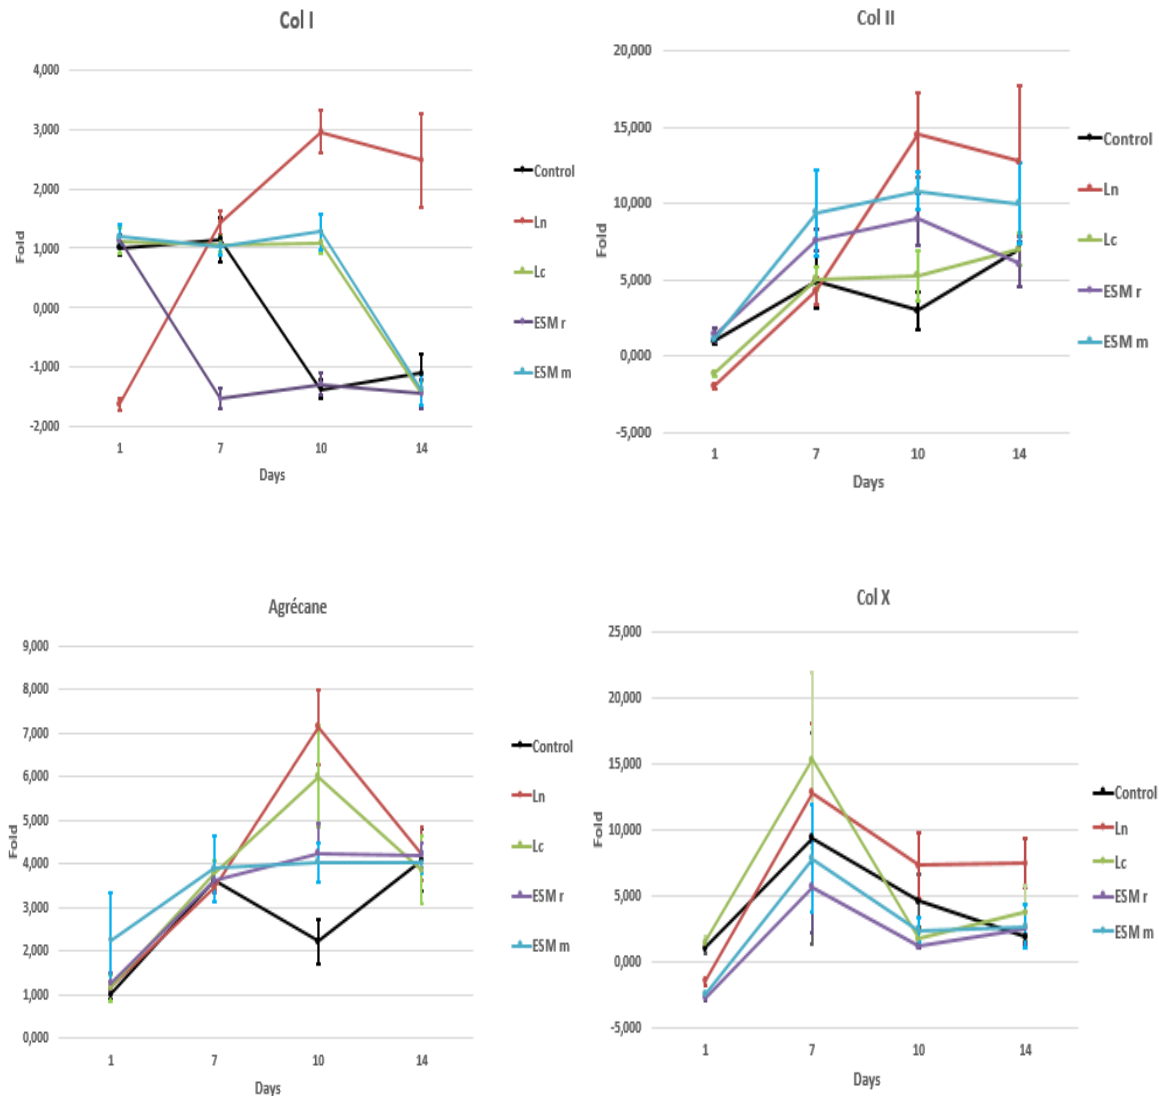 Col I
4,000
3,000
2,000
1,000
0,000
-1,000
-2,000
Fold
1 7 10 14
Days
Control
Ln
Lc
ESM r
ESM m
Col II
20,000
15,000
10,000
5,000
0,000
-5,000
Fold
1 7 10 14
Days
Control
Ln
Lc
ESM r
ESM m
Agrécane
9,000
8,000
7,000
6,000
5,000
4,000
3,000
2,000
1,000
0,000
Fold
1 7 10 14
Days
Control
Ln
Lc
ESM r
ESM m
Col X
25,000
20,000
15,000
10,000
5,000
0,000
-5,000
Fold
1 7 10 14
Days
Control
Ln
Lc
ESM r
ESM m